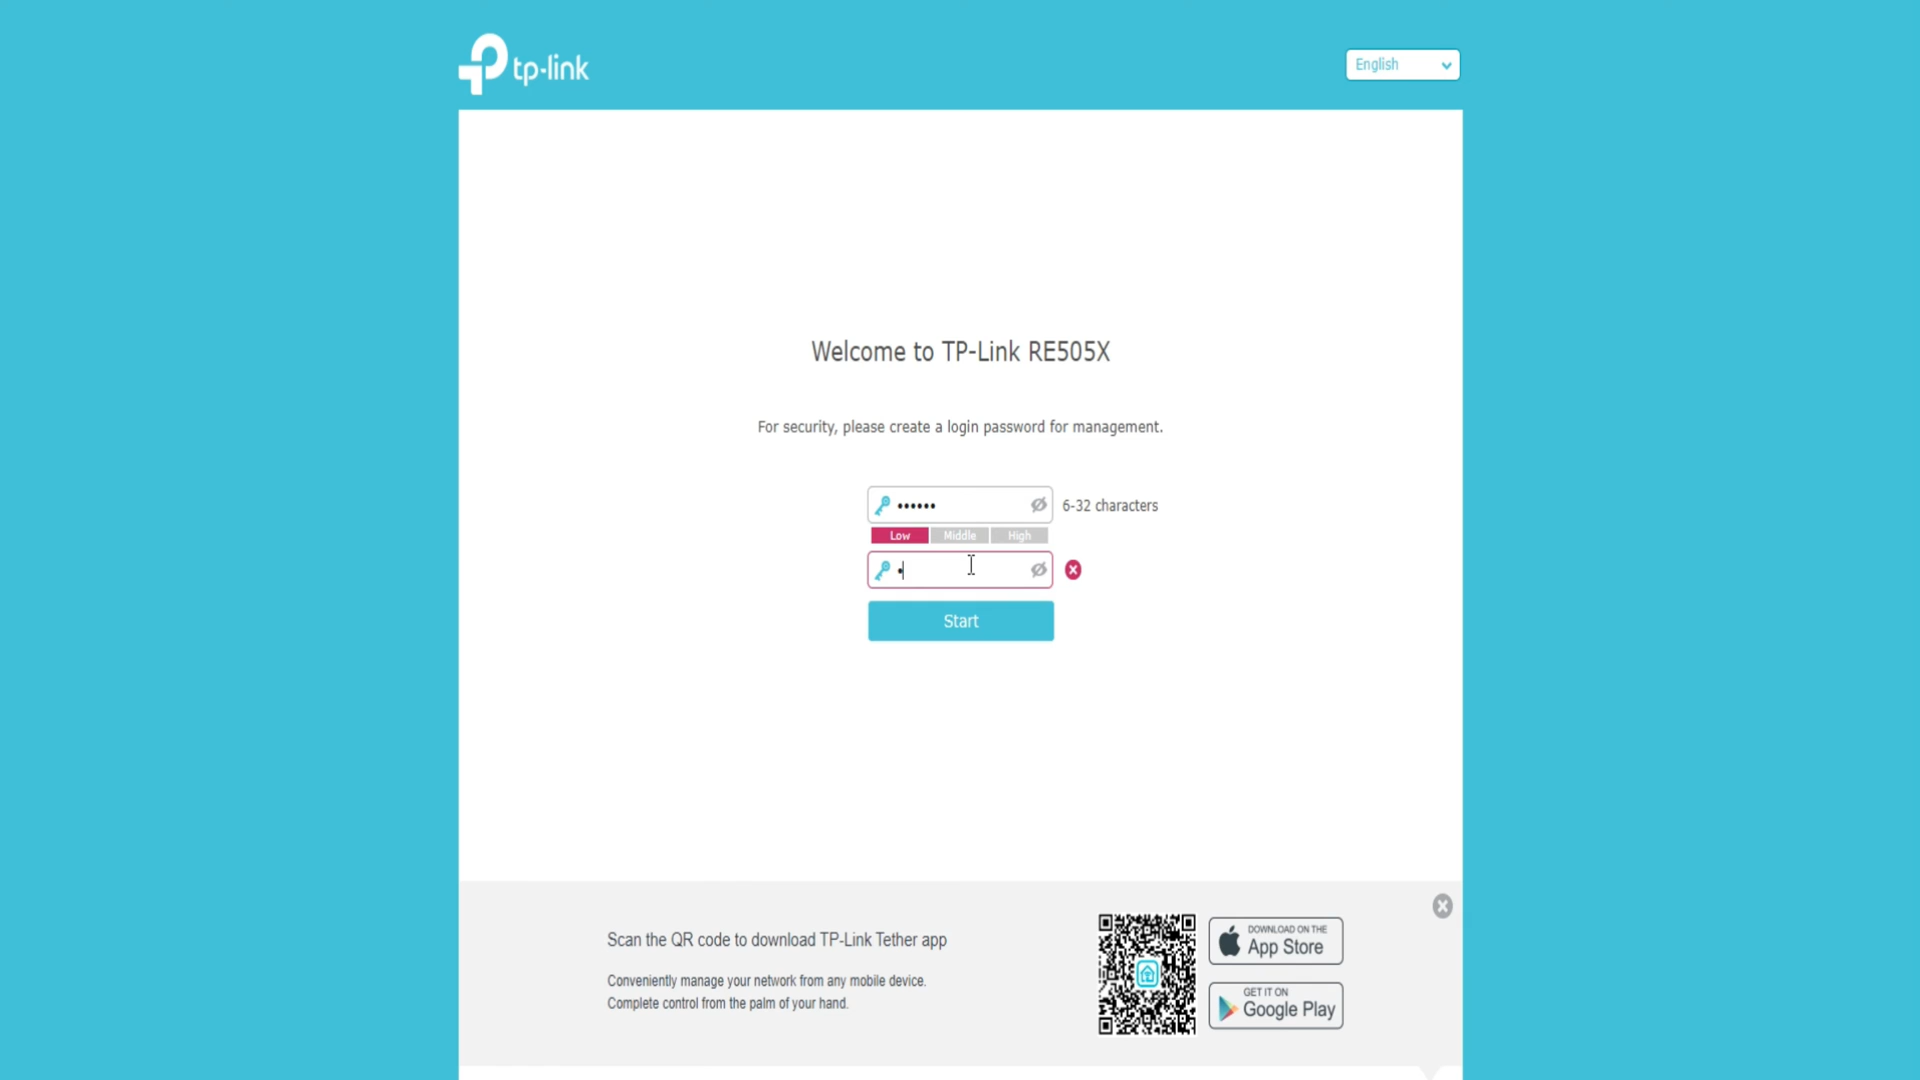 tp-link
English
Welcome to TP-Link RE505X
For security, please create a login password for management.
••••••
6-32 characters
Low Middle High
•
Start
Scan the QR code to download TP-Link Tether app
Conveniently manage your network from any mobile device.
Complete control from the palm of your hand.
DOWNLOAD ON THE
App Store
GET IT ON
Google Play